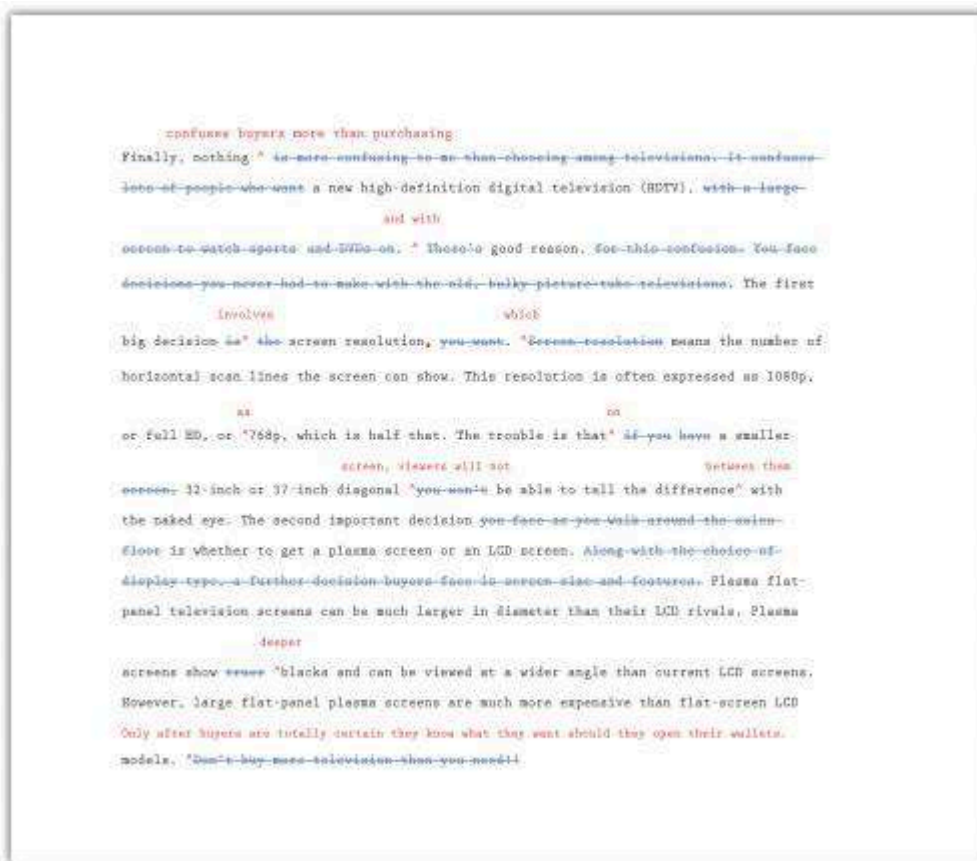 confuses buyers more than purchasing
Finally, nothing ^ is more confusing to me than choosing among televisions. It confuses
lots of people who want a new high-definition digital television (HDTV), with a large
and with
screen to watch sports and DVDs on. ^ There's good reason, for this confusion. You face
decisions you never had to make with the old, bulky picture-tube televisions. The first
involves which
big decision is^ the screen resolution, you want. ^Screen resolution means the number of
horizontal scan lines the screen can show. This resolution is often expressed as 1080p,
as on
or full HD, or ^768p, which is half that. The trouble is that^ if you have a smaller
screen, viewers will not between them
screen, 32-inch or 37-inch diagonal ^you won't be able to tell the difference^ with
the naked eye. The second important decision you face as you walk around the sales
floor is whether to get a plasma screen or an LCD screen. Along with the choice of
display type, a further decision buyers face is screen size and features. Plasma flat-
panel television screens can be much larger in diameter than their LCD rivals. Plasma
deeper
screens show truer ^blacks and can be viewed at a wider angle than current LCD screens.
However, large flat-panel plasma screens are much more expensive than flat-screen LCD
Only after buyers are totally certain they know what they want should they open their wallets.
models. ^Don't buy more television than you need!!